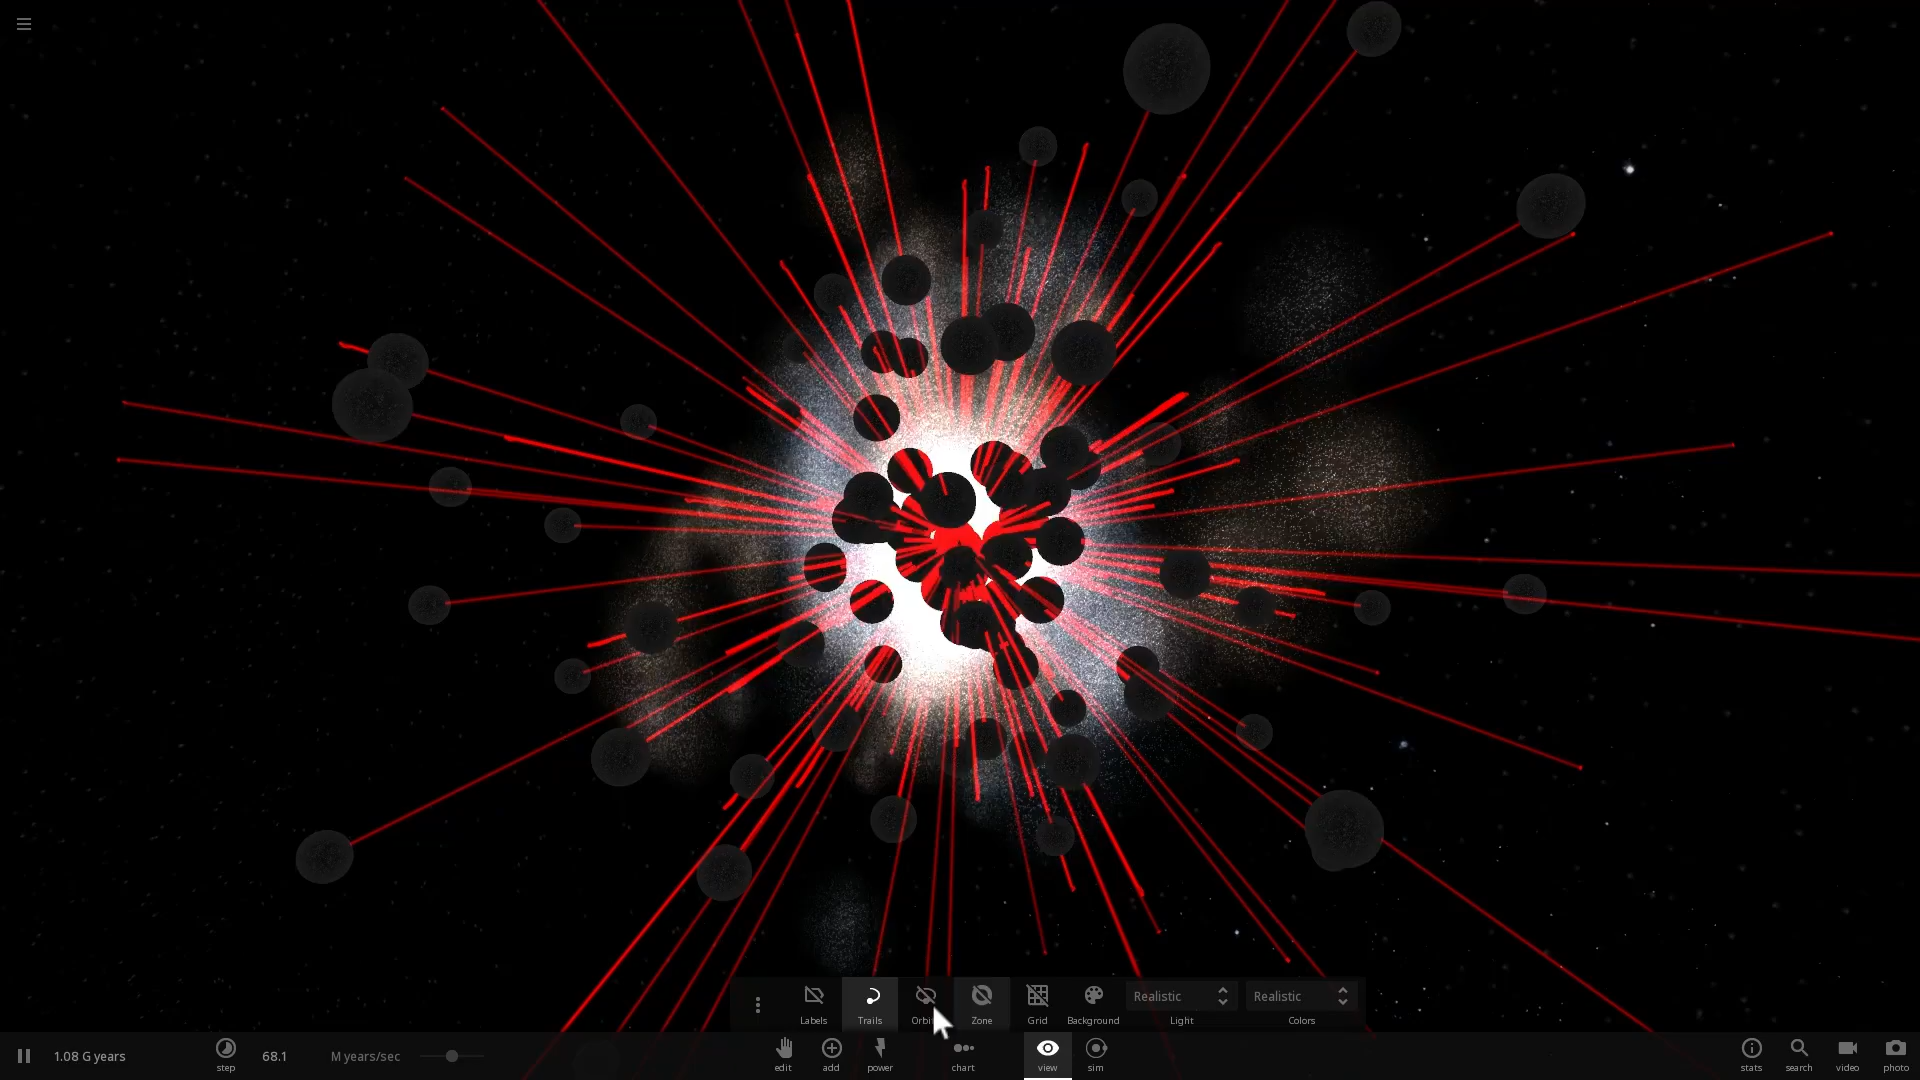 Labels
Trails
Orbi
Zone
Grid
Background
Realistic
Light
Realistic
Colors
1.08 G years
step
68.1
M years/sec
edit
add
power
chart
view
sim
stats
search
video
photo